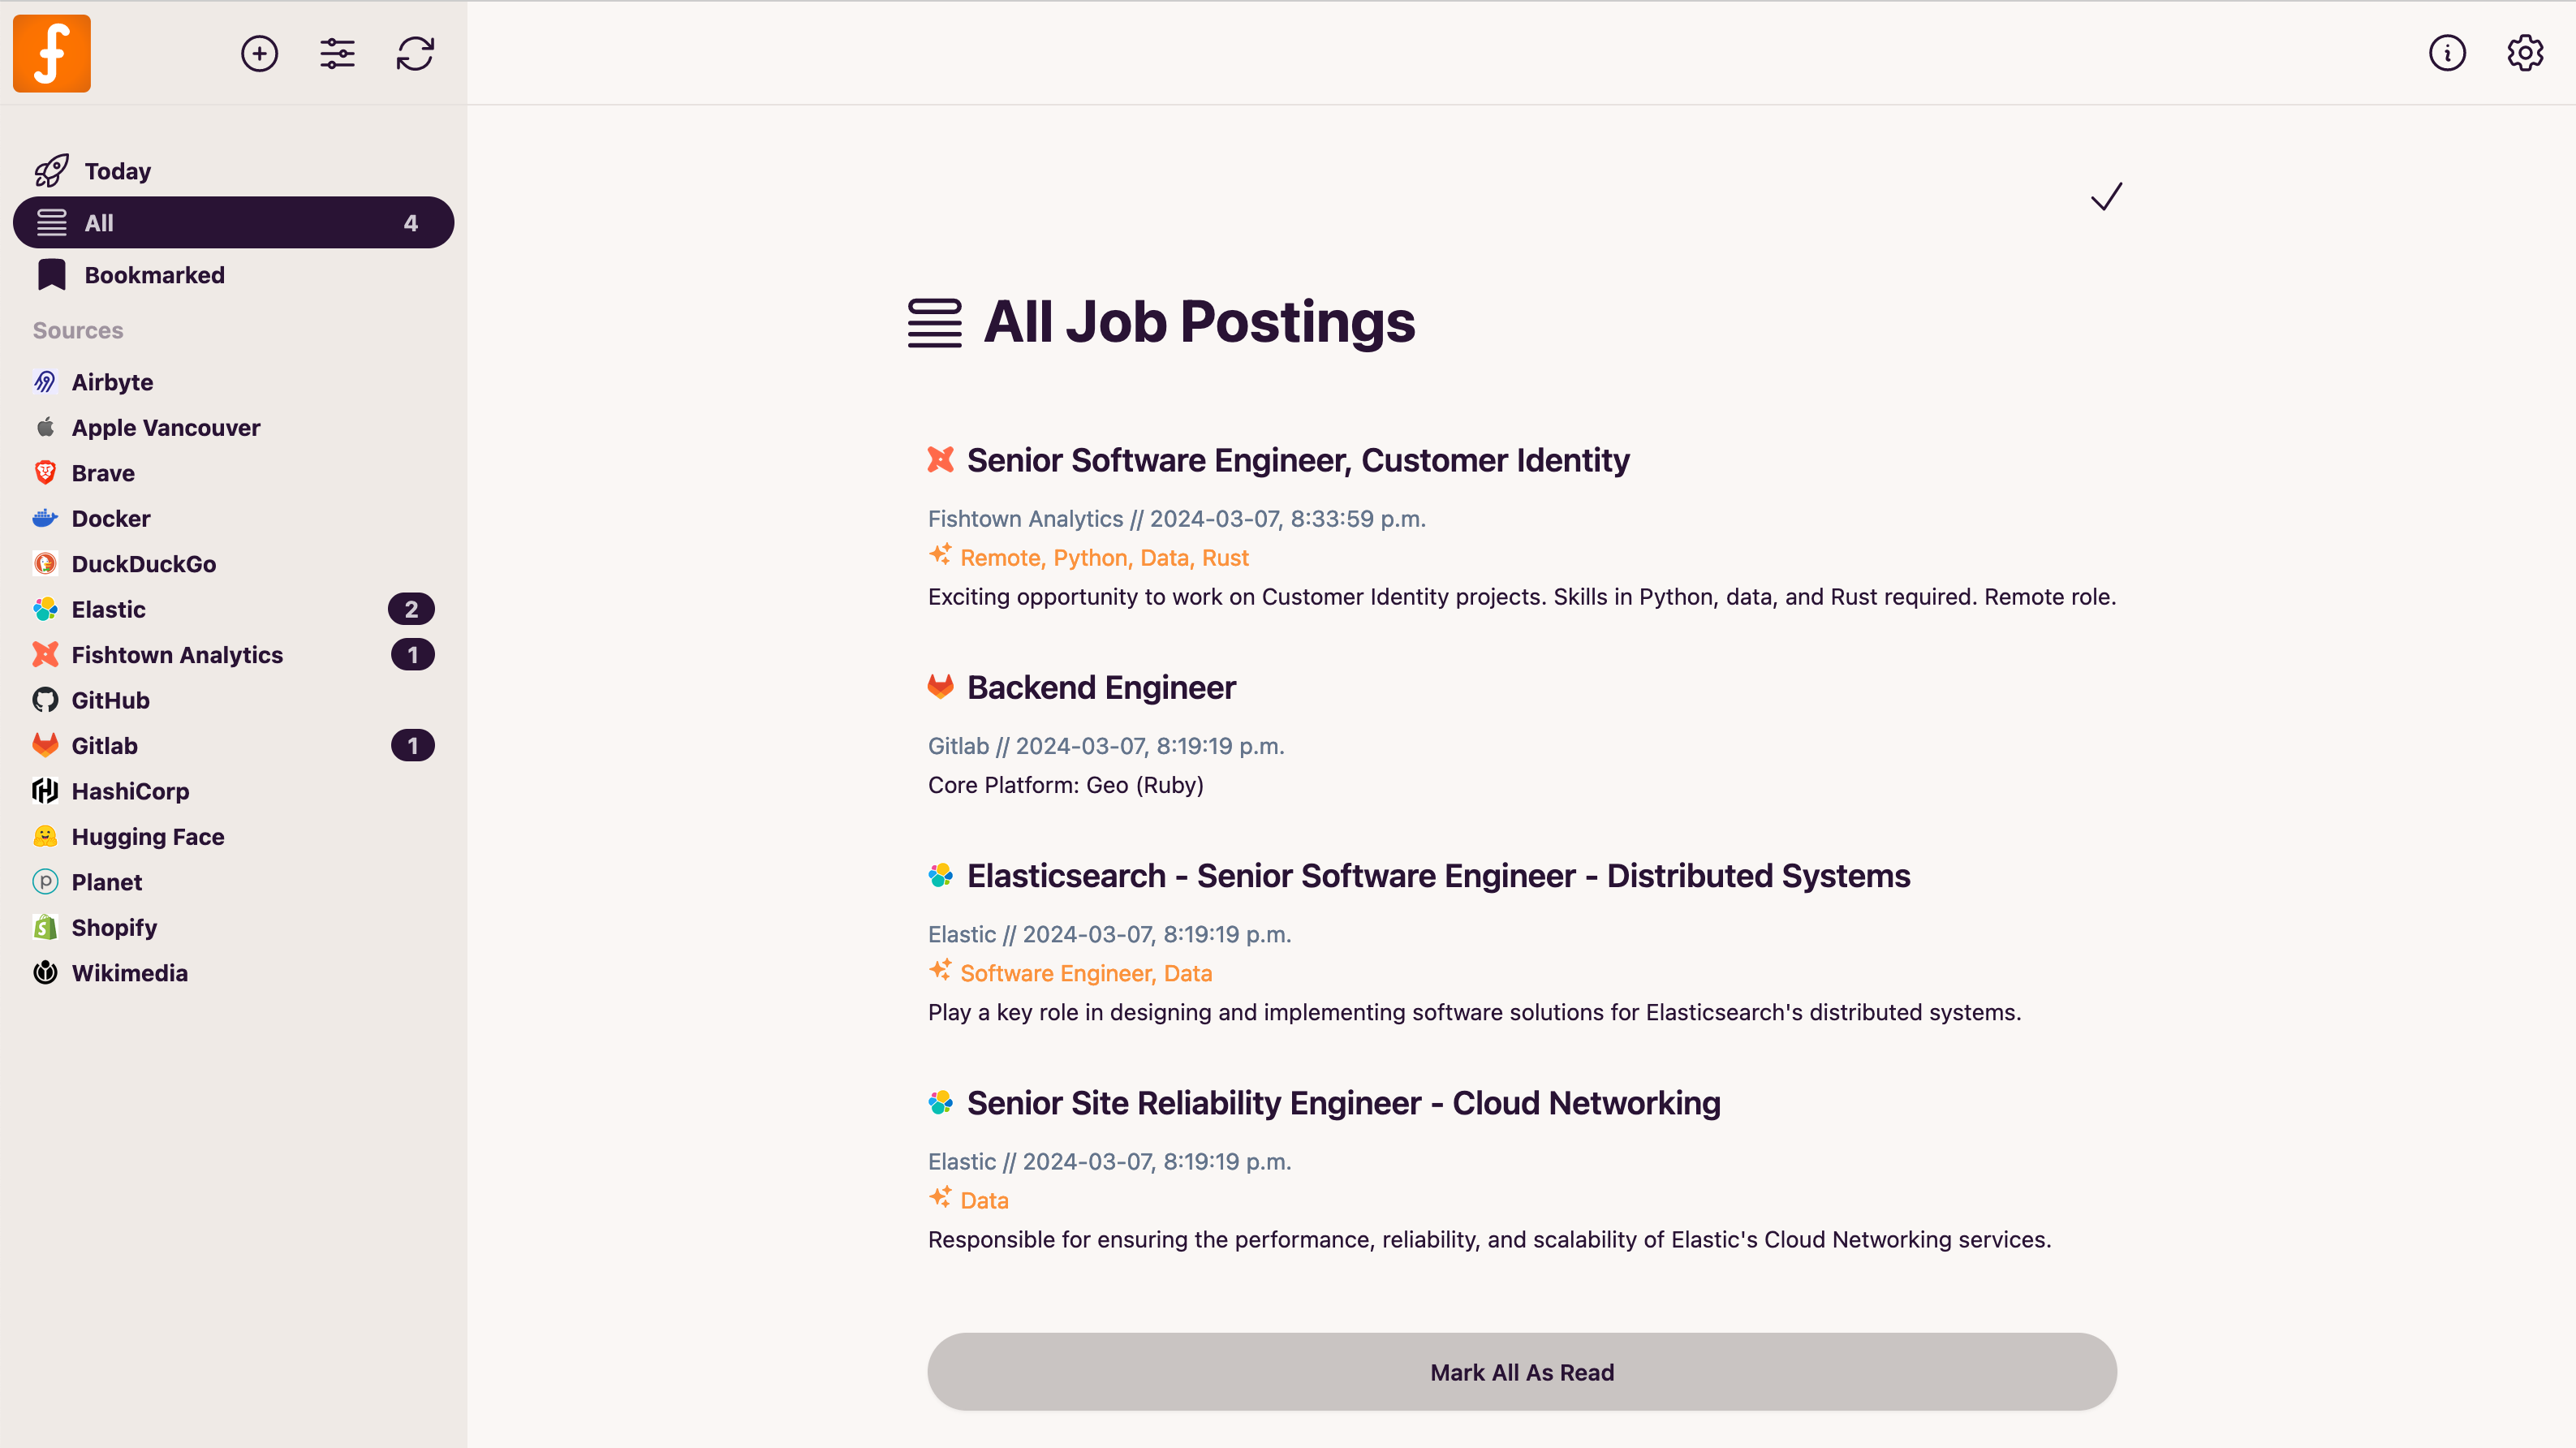 Today
All 4
Bookmarked
Sources
Airbyte
Apple Vancouver
Brave
Docker
DuckDuckGo
Elastic 2
Fishtown Analytics 1
GitHub
Gitlab 1
HashiCorp
Hugging Face
Planet
Shopify
Wikimedia
All Job Postings
Senior Software Engineer, Customer Identity
Fishtown Analytics // 2024-03-07, 8:33:59 p.m.
Remote, Python, Data, Rust
Exciting opportunity to work on Customer Identity projects. Skills in Python, data, and Rust required. Remote role.
Backend Engineer
Gitlab // 2024-03-07, 8:19:19 p.m.
Core Platform: Geo (Ruby)
Elasticsearch - Senior Software Engineer - Distributed Systems
Elastic // 2024-03-07, 8:19:19 p.m.
Software Engineer, Data
Play a key role in designing and implementing software solutions for Elasticsearch's distributed systems.
Senior Site Reliability Engineer - Cloud Networking
Elastic // 2024-03-07, 8:19:19 p.m.
Data
Responsible for ensuring the performance, reliability, and scalability of Elastic's Cloud Networking services.
Mark All As Read